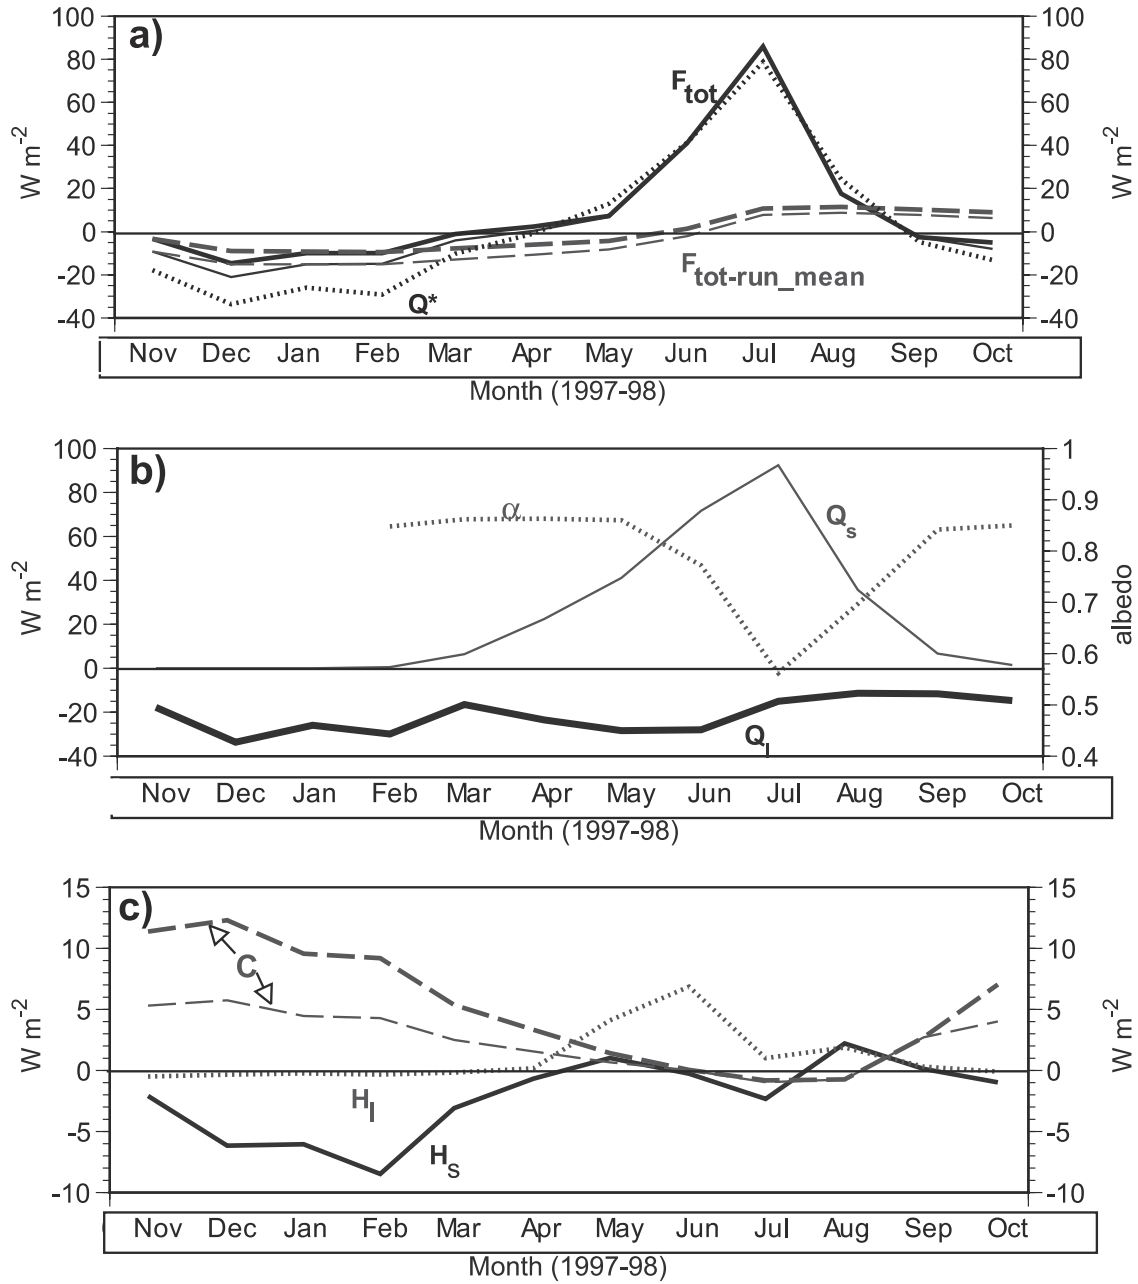 a)
100
80
60
40
20
0
-20
-40
W m-2
100
80
60
40
20
0
-20
-40
W m-2
Ftot
Ftot-run_mean
Q*
Nov Dec Jan Feb Mar Apr May Jun Jul Aug Sep Oct
Month (1997-98)
b)
100
80
60
40
20
0
-20
-40
W m-2
1
0.9
0.8
0.7
0.6
0.5
0.4
albedo
α
Qs
Ql
Nov Dec Jan Feb Mar Apr May Jun Jul Aug Sep Oct
Month (1997-98)
c)
15
10
5
0
-5
-10
W m-2
15
10
5
0
-5
-10
W m-2
C
Hl
Hs
Nov Dec Jan Feb Mar Apr May Jun Jul Aug Sep Oct
Month (1997-98)